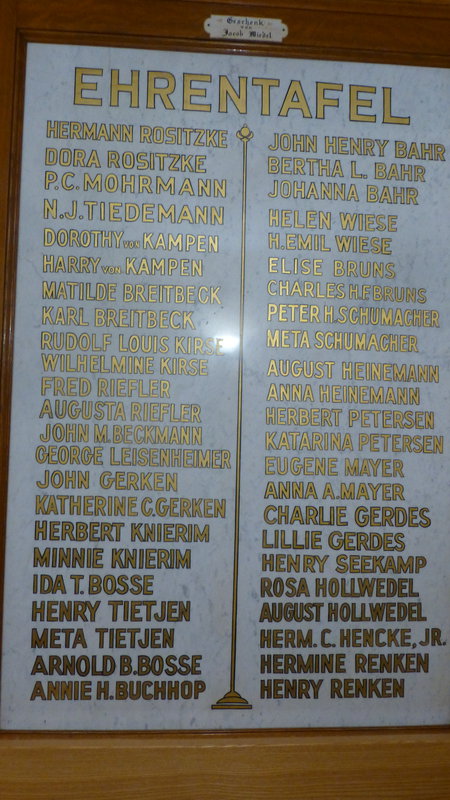 Geschenk
von
Jacob Wiedel
EHRENTAFEL
HERMANN ROSITZKE
DORA ROSITZKE
P.C. MOHRMANN
N.J. TIEDEMANN
DOROTHY VON KAMPEN
HARRY VON KAMPEN
MATILDE BREITBECK
KARL BREITBECK
RUDOLF LOUIS KIRSE
WILHELMINE KIRSE
FRED RIEFLER
AUGUSTA RIEFLER
JOHN M. BECKMANN
GEORGE LEISENHEIMER
JOHN GERKEN
KATHERINE C. GERKEN
HERBERT KNIERIM
MINNIE KNIERIM
IDA T. BOSSE
HENRY TIETJEN
META TIETJEN
ARNOLD B. BOSSE
ANNIE H. BUCHHOP
JOHN HENRY BAHR
BERTHA L. BAHR
JOHANNA BAHR
HELEN WIESE
H. EMIL WIESE
ELISE BRUNS
CHARLES H.F. BRUNS
PETER H. SCHUMACHER
META SCHUMACHER
AUGUST HEINEMANN
ANNA HEINEMANN
HERBERT PETERSEN
KATARINA PETERSEN
EUGENE MAYER
ANNA A. MAYER
CHARLIE GERDES
LILLIE GERDES
HENRY SEEKAMP
ROSA HOLLWEDEL
AUGUST HOLLWEDEL
HERM. C. HENCKE, JR.
HERMINE RENKEN
HENRY RENKEN